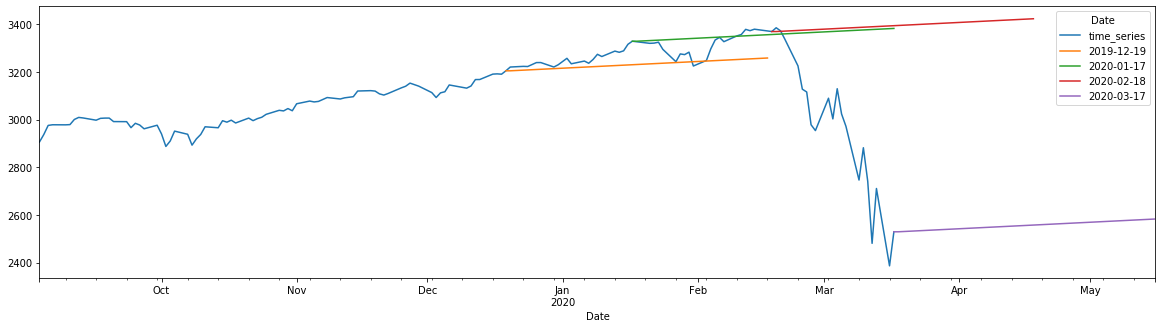 3400
3200
3000
2800
2600
2400
Oct
Nov
Dec
Jan
2020
Feb
Mar
Apr
May
Date
Date
time_series
2019-12-19
2020-01-17
2020-02-18
2020-03-17